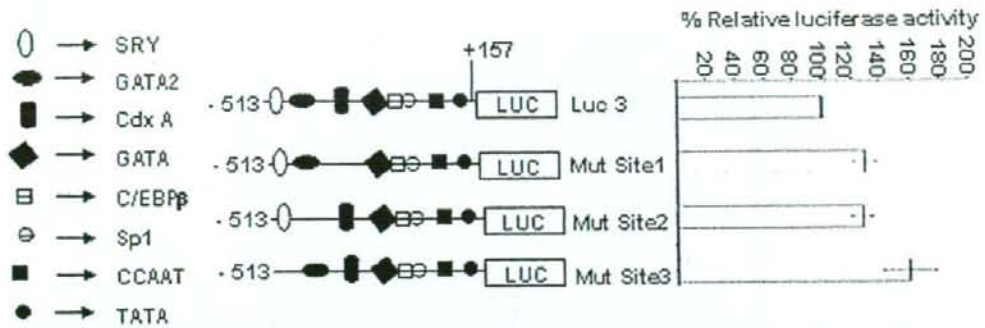 % Relative luciferase activity
20 40 60 80 100 120 140 160 180 200
SRY
GATA2
Cdx A
GATA
C/EBPβ
Sp1
CCAAT
TATA
+157
- 513 LUC Luc 3
- 513 LUC Mut Site1
- 513 LUC Mut Site2
- 513 LUC Mut Site3